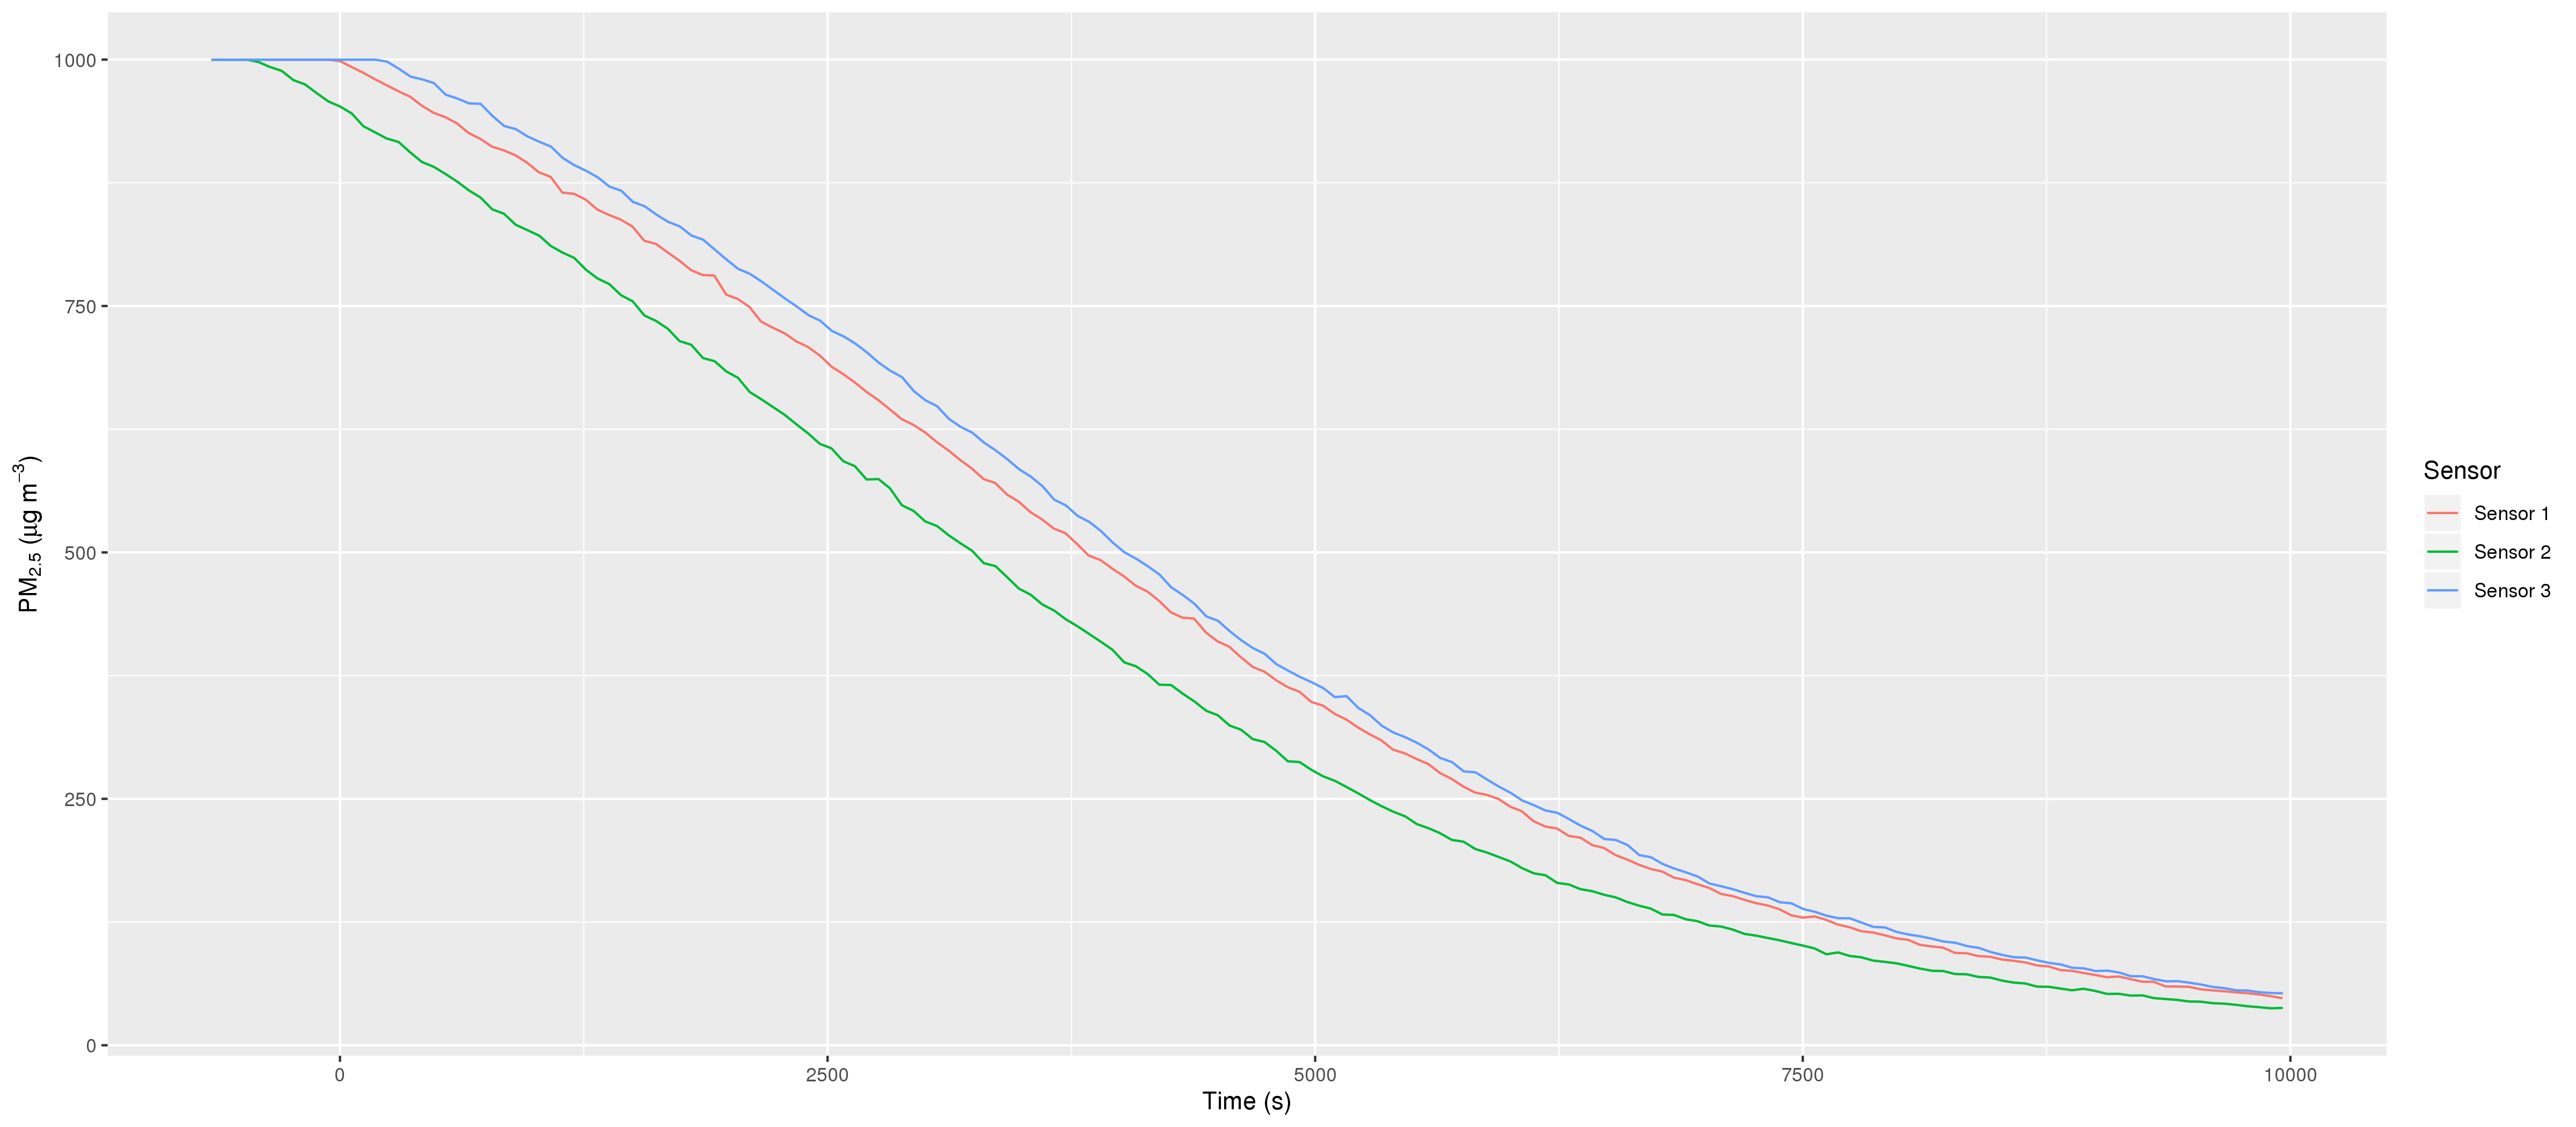 1000
750
500
250
0
PM2.5 (µg m−3)
0 2500 5000 7500 10000
Time (s)
Sensor
Sensor 1
Sensor 2
Sensor 3